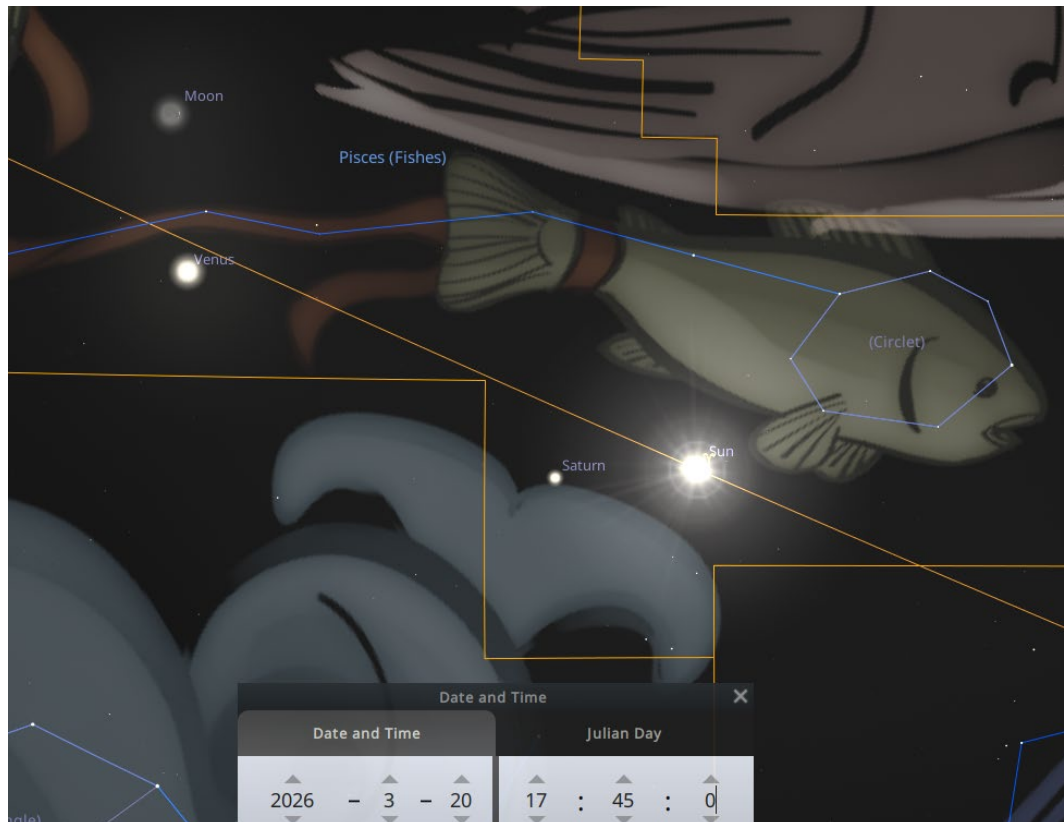 Moon
Pisces (Fishes)
Venus
(Circlet)
Sun
Saturn
Date and Time
Date and Time
Julian Day
2026 – 3 – 20 17 : 45 : 0
ngle)